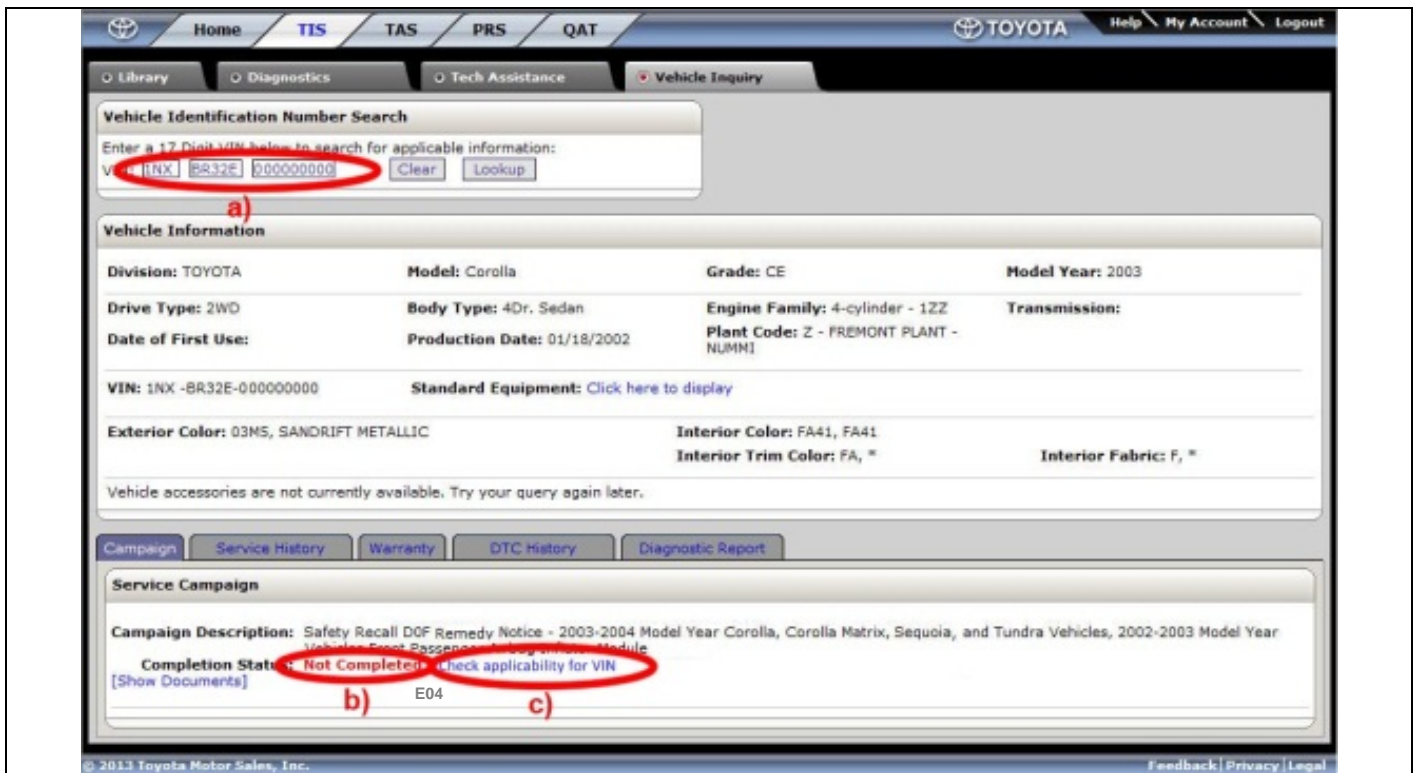 Home TIS TAS PRS QAT TOYOTA Help My Account Logout
Library Diagnostics Tech Assistance Vehicle Inquiry
Vehicle Identification Number Search
Enter a 17 Digit VIN below to search for applicable information:
1NX BR32E 000000000 Clear Lookup
a)
Vehicle Information
Division: TOYOTA Model: Corolla Grade: CE Model Year: 2003
Drive Type: 2WD Body Type: 4Dr. Sedan Engine Family: 4-cylinder - 1ZZ Transmission:
Date of First Use: Production Date: 01/18/2002 Plant Code: Z - FREMONT PLANT -
NUMMI
VIN: 1NX -BR32E-000000000 Standard Equipment: Click here to display
Exterior Color: 03M5, SANDRIFT METALLIC Interior Color: FA41, FA41
Interior Trim Color: FA, * Interior Fabric: F, *
Vehicle accessories are not currently available. Try your query again later.
Campaign Service History Warranty DTC History Diagnostic Report
Service Campaign
Campaign Description: Safety Recall D0F Remedy Notice - 2003-2004 Model Year Corolla, Corolla Matrix, Sequoia, and Tundra Vehicles, 2002-2003 Model Year
Vehicles Front Passenger Module
Completion Status: Not Completed Check applicability for VIN
[Show Documents]
E04
b) c)
© 2013 Toyota Motor Sales, Inc. Feedback | Privacy | Legal